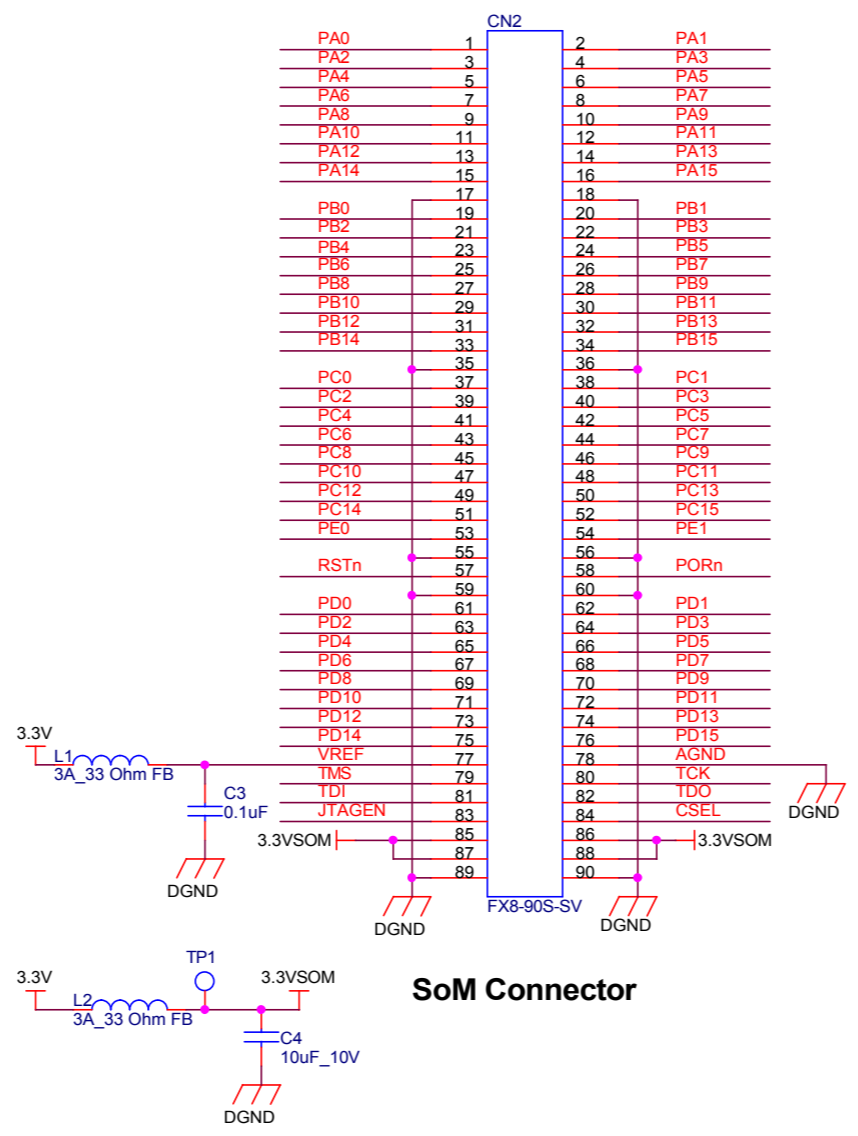 CN2
PA0 1 2 PA1
PA2 3 4 PA3
PA4 5 6 PA5
PA6 7 8 PA7
PA8 9 10 PA9
PA10 11 12 PA11
PA12 13 14 PA13
PA14 15 16 PA15
17 18
PB0 19 20 PB1
PB2 21 22 PB3
PB4 23 24 PB5
PB6 25 26 PB7
PB8 27 28 PB9
PB10 29 30 PB11
PB12 31 32 PB13
PB14 33 34 PB15
35 36
PC0 37 38 PC1
PC2 39 40 PC3
PC4 41 42 PC5
PC6 43 44 PC7
PC8 45 46 PC9
PC10 47 48 PC11
PC12 49 50 PC13
PC14 51 52 PC15
PE0 53 54 PE1
55 56
RSTn 57 58 PORn
59 60
PD0 61 62 PD1
PD2 63 64 PD3
PD4 65 66 PD5
PD6 67 68 PD7
PD8 69 70 PD9
PD10 71 72 PD11
PD12 73 74 PD13
3.3V PD14 75 76 PD15
L1 VREF 77 78 AGND
3A_33 Ohm FB TMS 79 80 TCK
C3 TDI 81 82 TDO
0.1uF JTAGEN 83 84 CSEL DGND
3.3VSOM 85 86 3.3VSOM
87 88
89 90
DGND
FX8-90S-SV
DGND DGND
TP1
3.3V 3.3VSOM
SoM Connector
L2
3A_33 Ohm FB
C4
10uF_10V
DGND